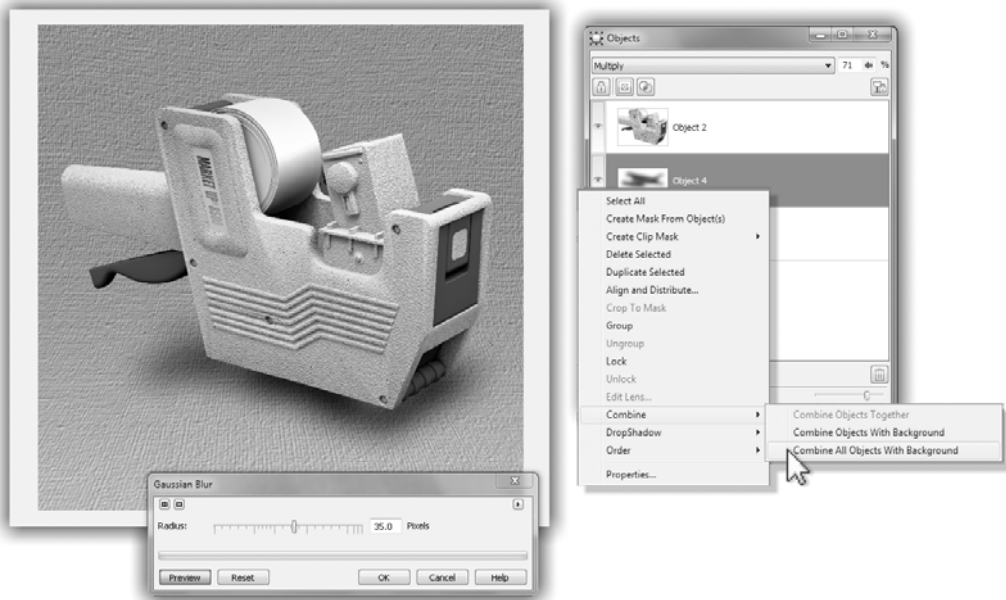 Objects
Multiply 71 %
Object 2
Object 4
Select All
Create Mask From Object(s)
Create Clip Mask
Delete Selected
Duplicate Selected
Align and Distribute...
Crop To Mask
Group
Ungroup
Lock
Unlock
Edit Lens...
Combine
DropShadow
Order
Properties...
Combine Objects Together
Combine Objects With Background
Combine All Objects With Background
MARKET UP
Gaussian Blur
Radius: 35.0 Pixels
Preview Reset OK Cancel Help